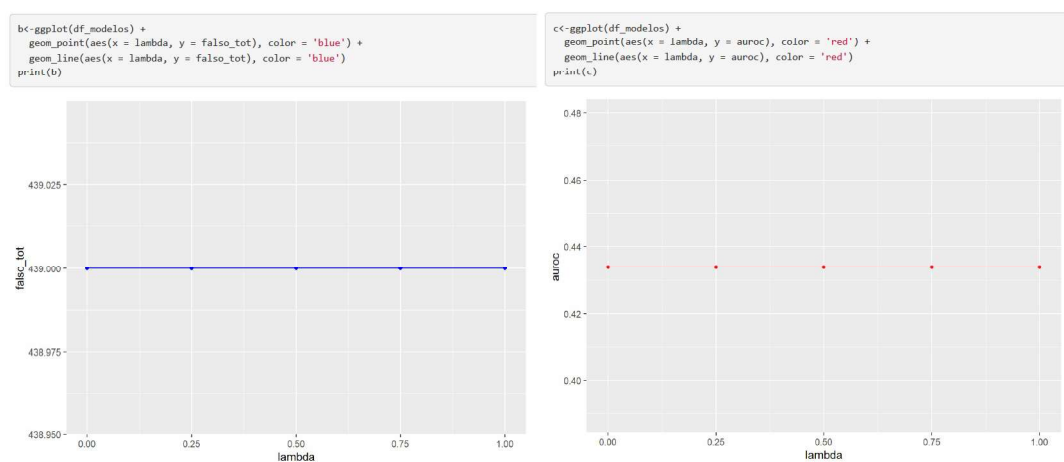 b<-ggplot(df_modelos) +
geom_point(aes(x = lambda, y = falso_tot), color = 'blue') +
geom_line(aes(x = lambda, y = falso_tot), color = 'blue')
print(b)
439.025
439.000
438.975
438.950
falso_tot
0.00 0.25 0.50 0.75 1.00
lambda
c<-ggplot(df_modelos) +
geom_point(aes(x = lambda, y = auroc), color = 'red') +
geom_line(aes(x = lambda, y = auroc), color = 'red')
print(c)
0.48
0.46
0.44
0.42
0.40
auroc
0.00 0.25 0.50 0.75 1.00
lambda